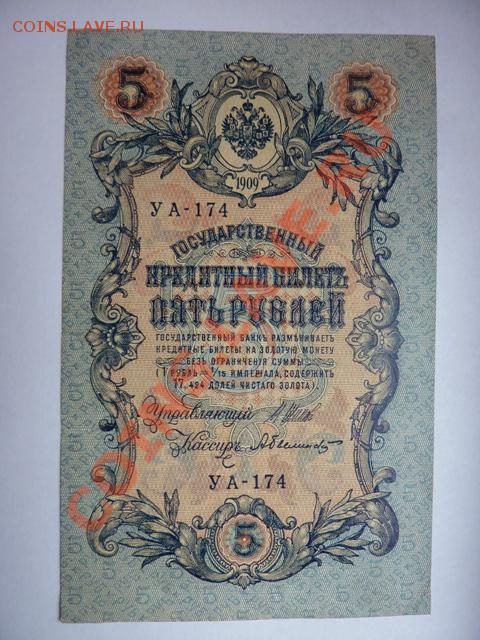 COINS.LAVE.RU
5 5
1909
УА-174
ГОСУДАРСТВЕННЫЙ
КРЕДИТНЫЙ БИЛЕТЪ
ПЯТЬ РУБЛЕЙ
ГОСУДАРСТВЕННЫЙ БАНКЪ РАЗМѢНИВАЕТЪ
КРЕДИТНЫЕ БИЛЕТЫ НА ЗОЛОТУЮ МОНЕТУ
БЕЗЪ ОГРАНИЧЕНІЯ СУММЫ
(1 РУБЛЬ = 1/15 ИМПЕРІАЛА, СОДЕРЖИТЪ
17,424 ДОЛЕЙ ЧИСТАГО ЗОЛОТА).
Управляющій
Кассиръ
УА-174
5